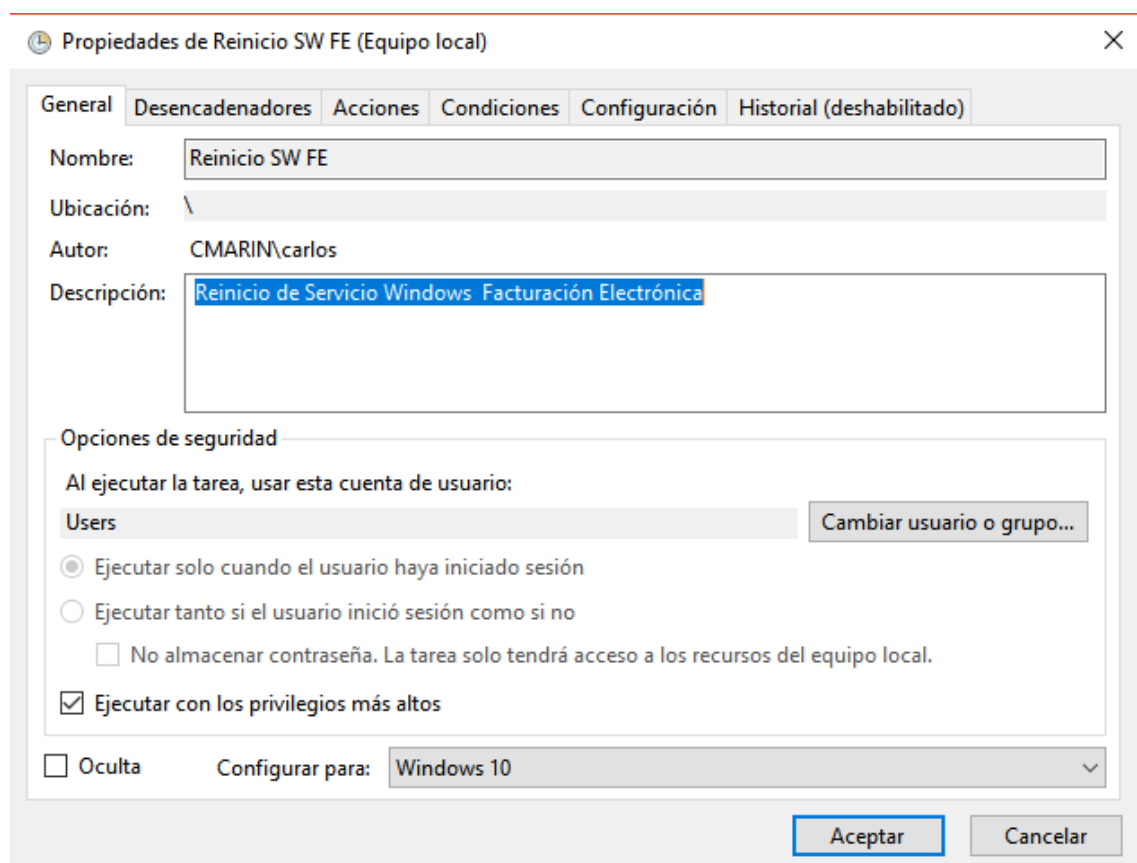 Propiedades de Reinicio SW FE (Equipo local)
General Desencadenadores Acciones Condiciones Configuración Historial (deshabilitado)
Nombre: Reinicio SW FE
Ubicación: \
Autor: CMARIN\carlos
Descripción: Reinicio de Servicio Windows  Facturación Electrónica
Opciones de seguridad
Al ejecutar la tarea, usar esta cuenta de usuario:
Users Cambiar usuario o grupo...
Ejecutar solo cuando el usuario haya iniciado sesión
Ejecutar tanto si el usuario inició sesión como si no
No almacenar contraseña. La tarea solo tendrá acceso a los recursos del equipo local.
Ejecutar con los privilegios más altos
Oculta Configurar para: Windows 10
Aceptar Cancelar